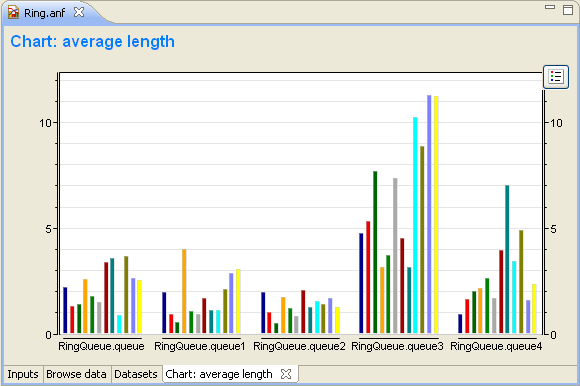 Ring.anf
Chart: average length
10 10
5 5
0 0
RingQueue.queue RingQueue.queue1 RingQueue.queue2 RingQueue.queue3 RingQueue.queue4
Inputs Browse data Datasets Chart: average length